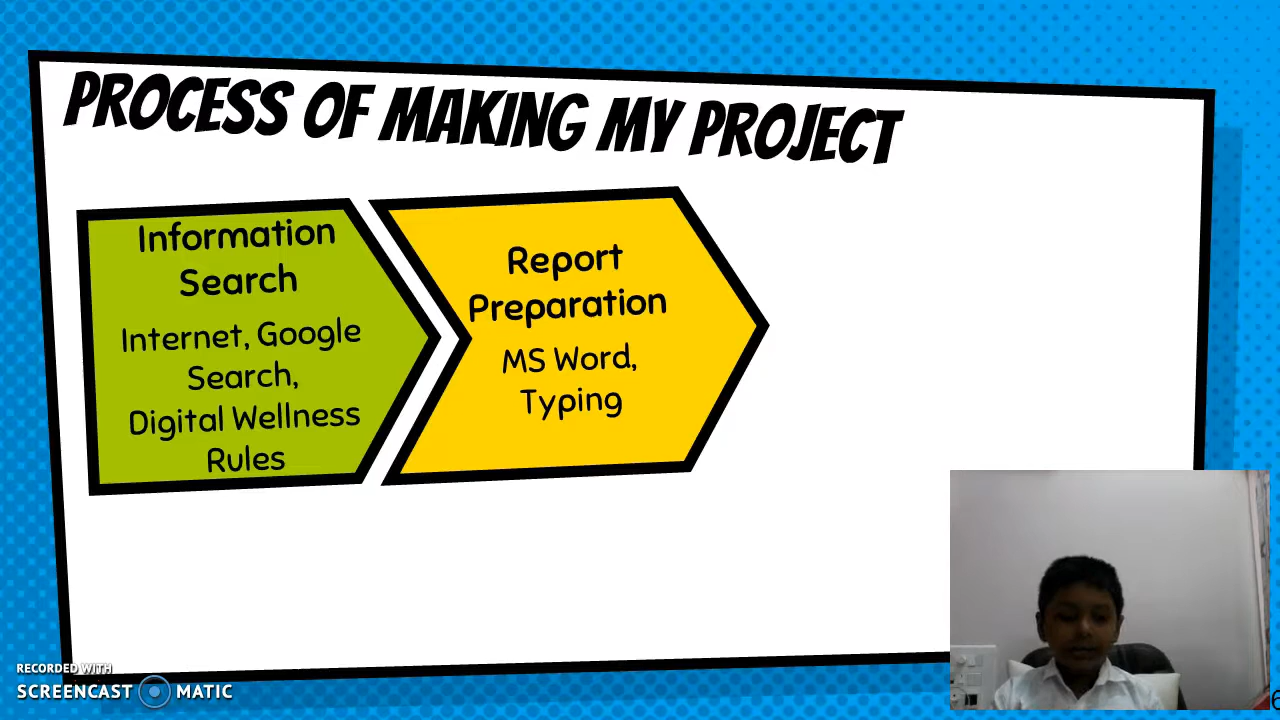 PROCESS OF MAKING MY PROJECT
Information
Search
Internet, Google
Search,
Digital Wellness
Rules
Report
Preparation
MS Word,
Typing
RECORDED WITH
SCREENCAST MATIC
6